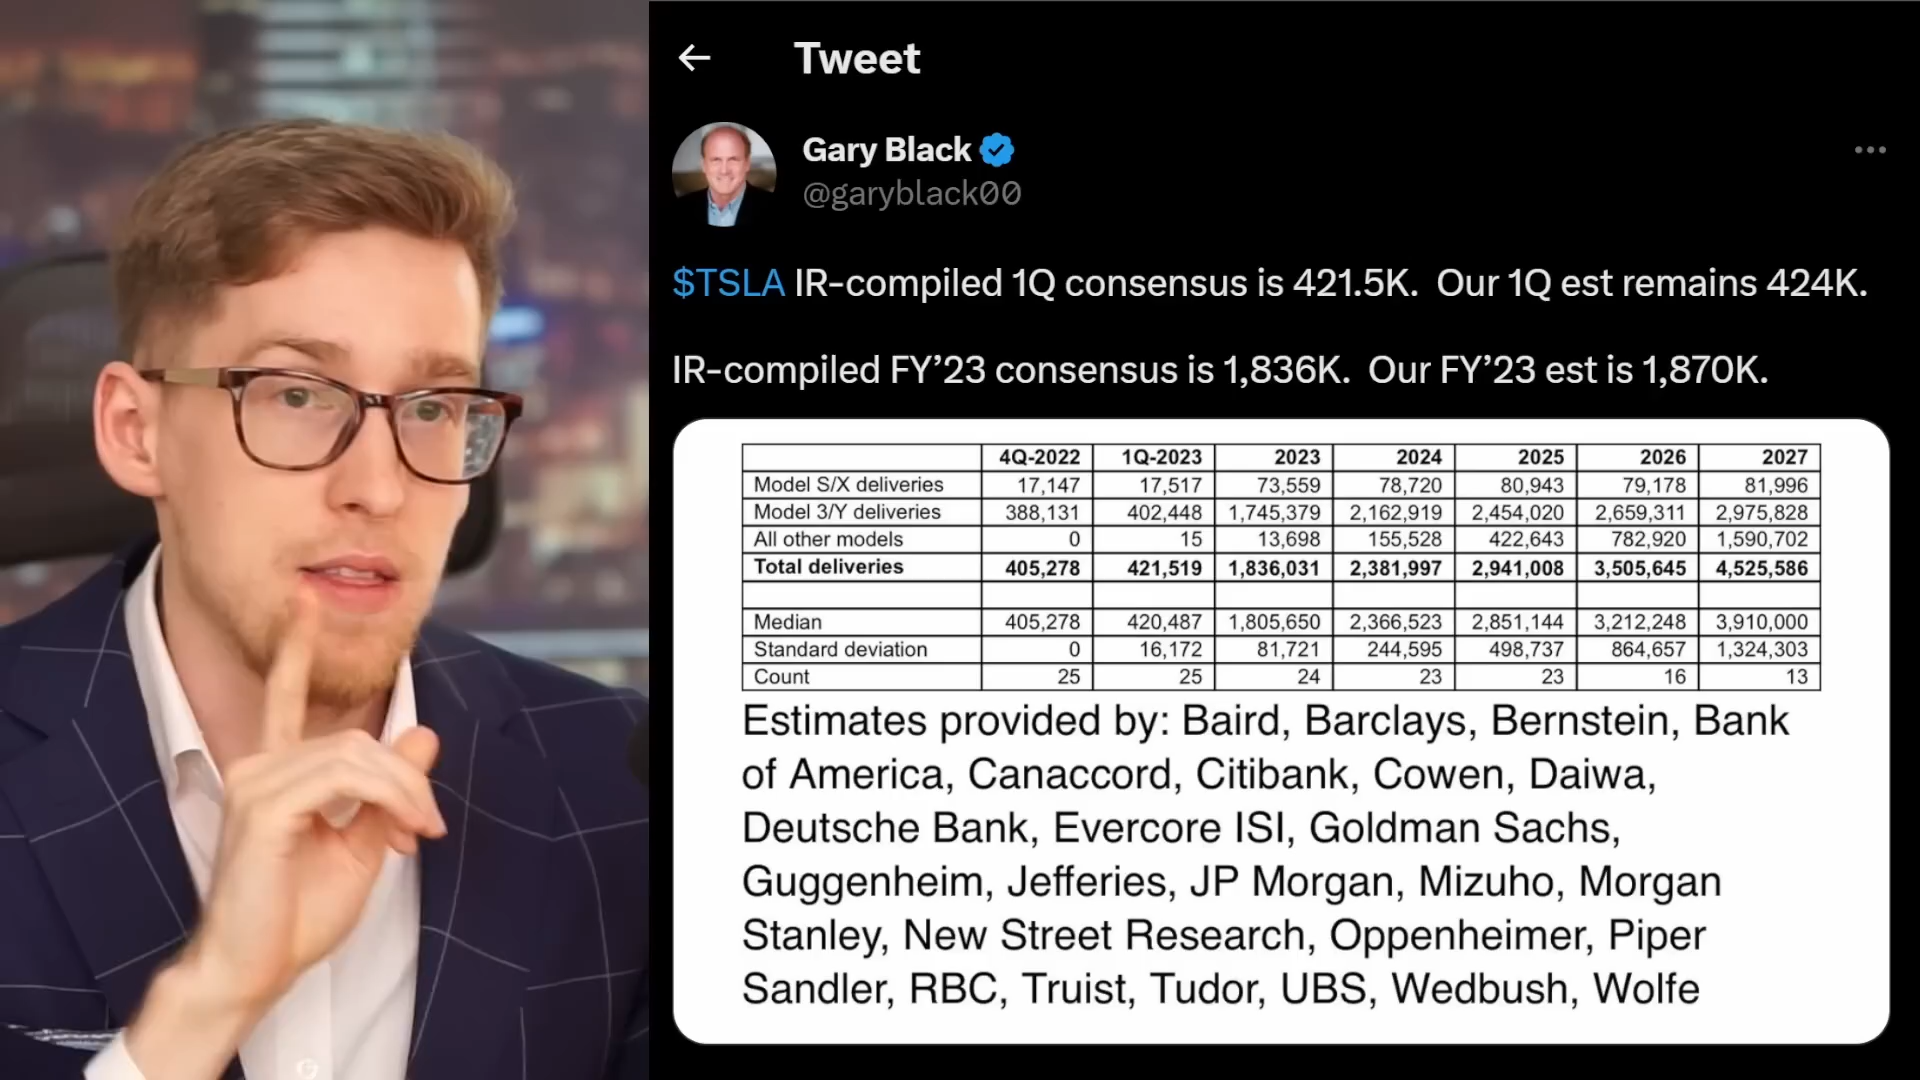 Tweet
Gary Black
@garyblack00
$TSLA IR-compiled 1Q consensus is 421.5K.  Our 1Q est remains 424K.
IR-compiled FY’23 consensus is 1,836K.  Our FY’23 est is 1,870K.
4Q-2022 1Q-2023 2023 2024 2025 2026 2027
Model S/X deliveries 17,147 17,517 73,559 78,720 80,943 79,178 81,996
Model 3/Y deliveries 388,131 402,448 1,745,379 2,162,919 2,454,020 2,659,311 2,975,828
All other models 0 15 13,698 155,528 422,643 782,920 1,590,702
Total deliveries 405,278 421,519 1,836,031 2,381,997 2,941,008 3,505,645 4,525,586
Median 405,278 420,487 1,805,650 2,366,523 2,851,144 3,212,248 3,910,000
Standard deviation 0 16,172 81,721 244,595 498,737 864,657 1,324,303
Count 25 25 24 23 23 16 13
Estimates provided by: Baird, Barclays, Bernstein, Bank
of America, Canaccord, Citibank, Cowen, Daiwa,
Deutsche Bank, Evercore ISI, Goldman Sachs,
Guggenheim, Jefferies, JP Morgan, Mizuho, Morgan
Stanley, New Street Research, Oppenheimer, Piper
Sandler, RBC, Truist, Tudor, UBS, Wedbush, Wolfe